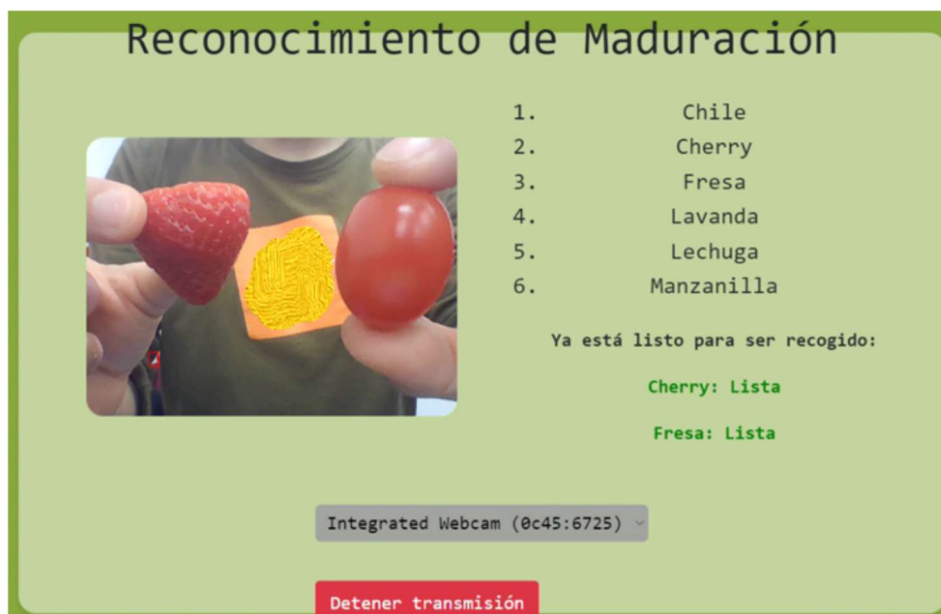 Reconocimiento de Maduración
1. Chile
2. Cherry
3. Fresa
4. Lavanda
5. Lechuga
6. Manzanilla
Ya está listo para ser recogido:
Cherry: Lista
Fresa: Lista
Integrated Webcam (0c45:6725)
Detener transmisión